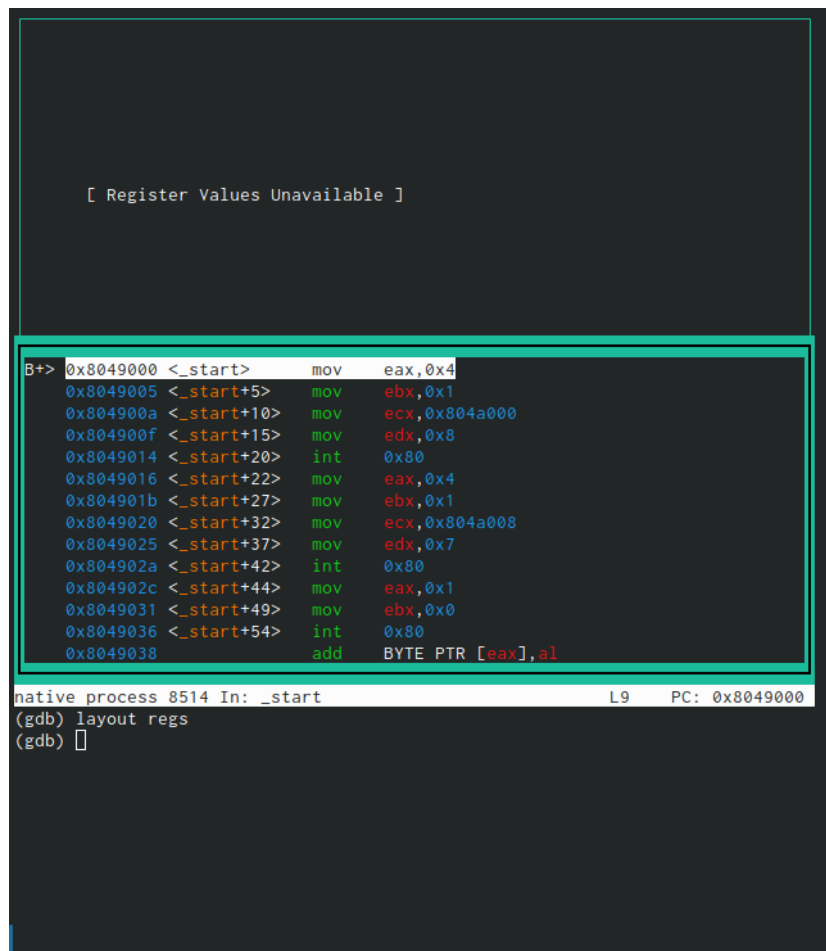 [ Register Values Unavailable ]
B+> 0x8049000 <_start> mov eax,0x4
0x8049005 <_start+5> mov ebx,0x1
0x804900a <_start+10> mov ecx,0x804a000
0x804900f <_start+15> mov edx,0x8
0x8049014 <_start+20> int 0x80
0x8049016 <_start+22> mov eax,0x4
0x804901b <_start+27> mov ebx,0x1
0x8049020 <_start+32> mov ecx,0x804a008
0x8049025 <_start+37> mov edx,0x7
0x804902a <_start+42> int 0x80
0x804902c <_start+44> mov eax,0x1
0x8049031 <_start+49> mov ebx,0x0
0x8049036 <_start+54> int 0x80
0x8049038 add BYTE PTR [eax],al
native process 8514 In: _start L9 PC: 0x8049000
(gdb) layout regs
(gdb)